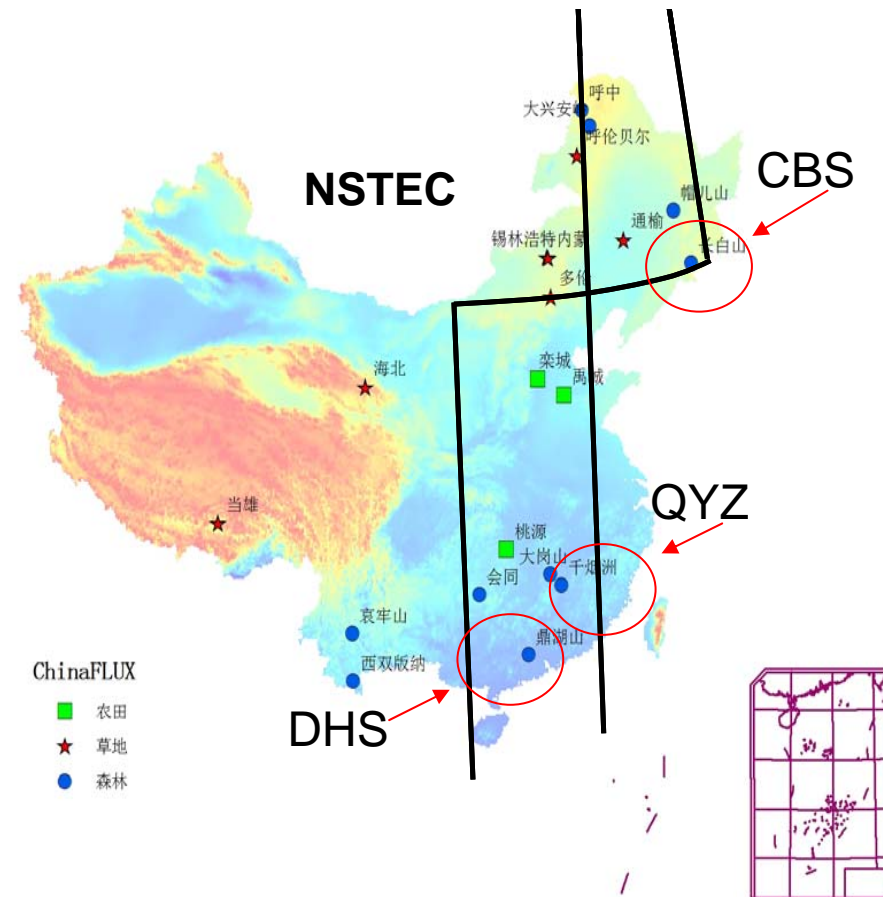 呼中
大兴安岭
呼伦贝尔
NSTEC
CBS
帽儿山
通榆
锡林浩特内蒙
长白山
多伦
栾城
海北
禹城
QYZ
当雄
桃源
大岗山
千烟洲
会同
哀牢山
鼎湖山
西双版纳
ChinaFLUX
农田
DHS
草地
森林